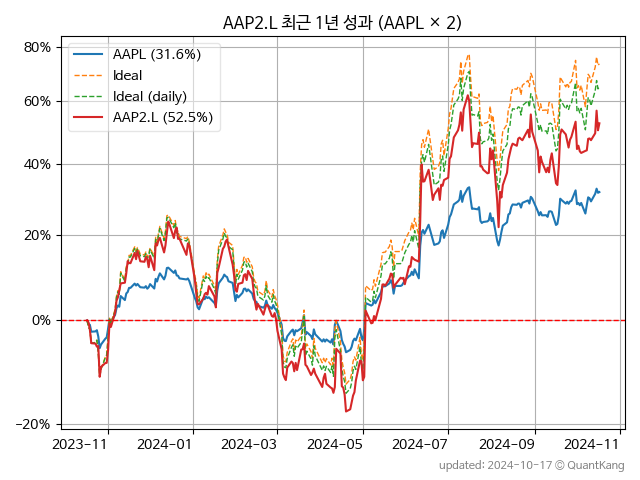 AAP2.L 최근 1년 성과 (AAPL × 2)
AAPL (31.6%)
Ideal
Ideal (daily)
AAP2.L (52.5%)
80%
60%
40%
20%
0%
−20%
2023−11 2024−01 2024−03 2024−05 2024−07 2024−09 2024−11
updated: 2024-10-17 © QuantKang